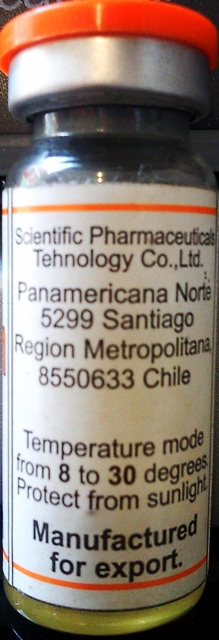 Scientific Pharmaceuticals
Tehnology Co.,Ltd.
Panamericana Norte
5299 Santiago
Region Metropolitana,
8550633 Chile
Temperature mode
from 8 to 30 degrees.
Protect from sunlight.
Manufactured
for export.